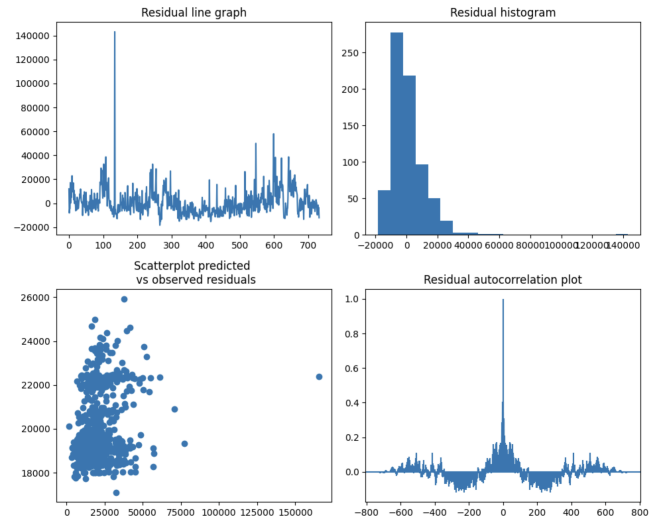 Residual line graph
140000
120000
100000
80000
60000
40000
20000
0
−20000
0 100 200 300 400 500 600 700
Residual histogram
250
200
150
100
50
0
−20000 0 20000 40000 60000 80000 100000 120000 140000
Scatterplot predicted
vs observed residuals
26000
24000
22000
20000
18000
0 25000 50000 75000 100000 125000 150000
Residual autocorrelation plot
1.0
0.8
0.6
0.4
0.2
0.0
−800 −600 −400 −200 0 200 400 600 800